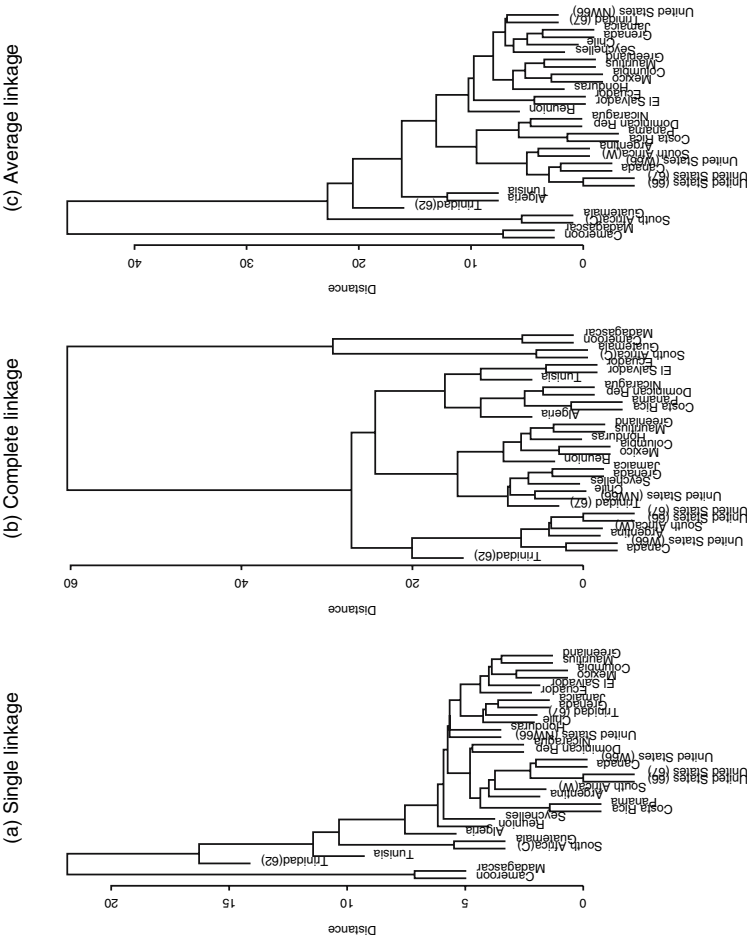 (a) Single linkage
Distance
0
5
10
15
20
Cameroon
Madagascar
Trinidad(62)
Tunisia
South Africa(C)
Guatemala
Algeria
Reunion
Seychelles
Costa Rica
Panama
Argentina
South Africa(W)
United States (66)
United States (67)
Canada
United States (W66)
Dominican Rep
Nicaragua
United States (NW66)
Honduras
Chile
Trinidad (67)
Grenada
Jamaica
Ecuador
El Salvador
Mexico
Columbia
Mauritius
Greenland
(b) Complete linkage
Distance
0
20
40
60
Trinidad(62)
Canada
United States (W66)
Argentina
South Africa(W)
United States (66)
United States (67)
Trinidad (67)
United States (NW66)
Chile
Seychelles
Grenada
Jamaica
Reunion
Mexico
Columbia
Honduras
Mauritius
Greenland
Algeria
Costa Rica
Panama
Dominican Rep
Nicaragua
Tunisia
El Salvador
Ecuador
South Africa(C)
Guatemala
Cameroon
Madagascar
(c) Average linkage
Distance
0
10
20
30
40
Cameroon
Madagascar
South Africa(C)
Guatemala
Trinidad(62)
Algeria
Tunisia
United States (66)
United States (67)
Canada
United States (W66)
South Africa(W)
Argentina
Costa Rica
Panama
Dominican Rep
Nicaragua
Reunion
El Salvador
Ecuador
Honduras
Mexico
Columbia
Mauritius
Greenland
Seychelles
Chile
Grenada
Jamaica
Trinidad (67)
United States (NW66)